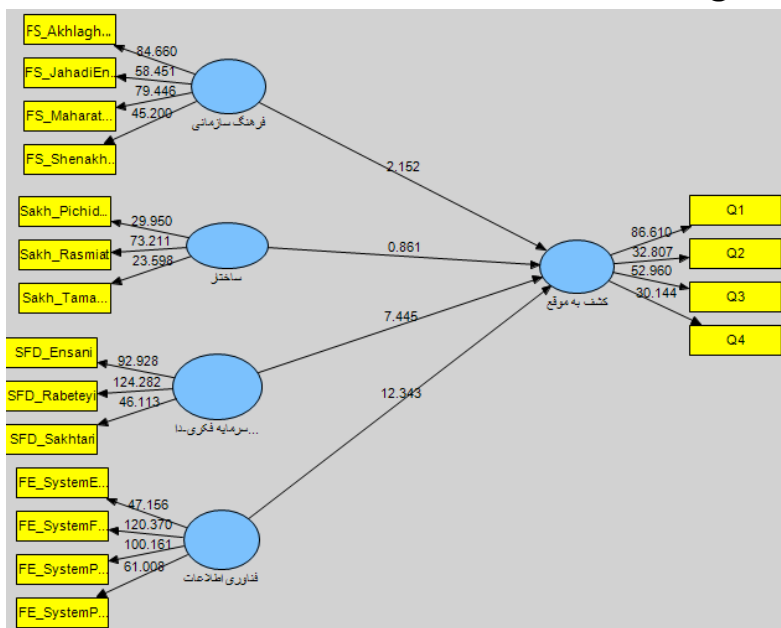 FS_Akhlagh...
84.660
FS_JahadiEn...
58.451
FS_Maharat...
79.446
FS_Shenakh...
45.200
فرهنگ سازمانی
2.152
Sakh_Pichid...
29.950
Sakh_Rasmiat
73.211
Sakh_Tama...
23.598
ساختار
0.861
Q1
86.610
Q2
32.807
Q3
52.960
Q4
30.144
کشف به موقع
SFD_Ensani
92.928
SFD_Rabeteyi
124.282
SFD_Sakhtari
46.113
سرمایه فکری-دا...
7.445
12.343
FE_SystemE...
47.156
FE_SystemF...
120.370
FE_SystemP...
100.161
FE_SystemP...
61.008
فناوری اطلاعات